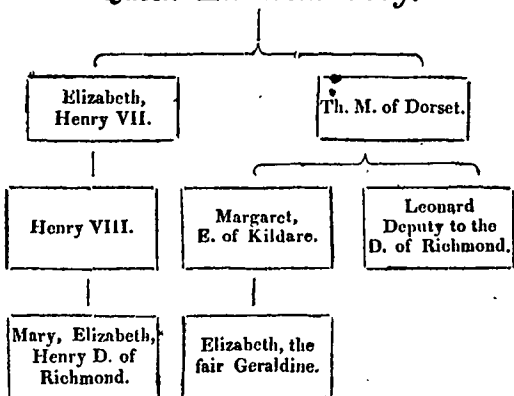 Elizabeth,
Henry VII.
Th. M. of Dorset.
Henry VIII.
Margaret,
E. of Kildare.
Leonard
Deputy to the
D. of Richmond.
Mary, Elizabeth,
Henry D. of
Richmond.
Elizabeth, the
fair Geraldine.